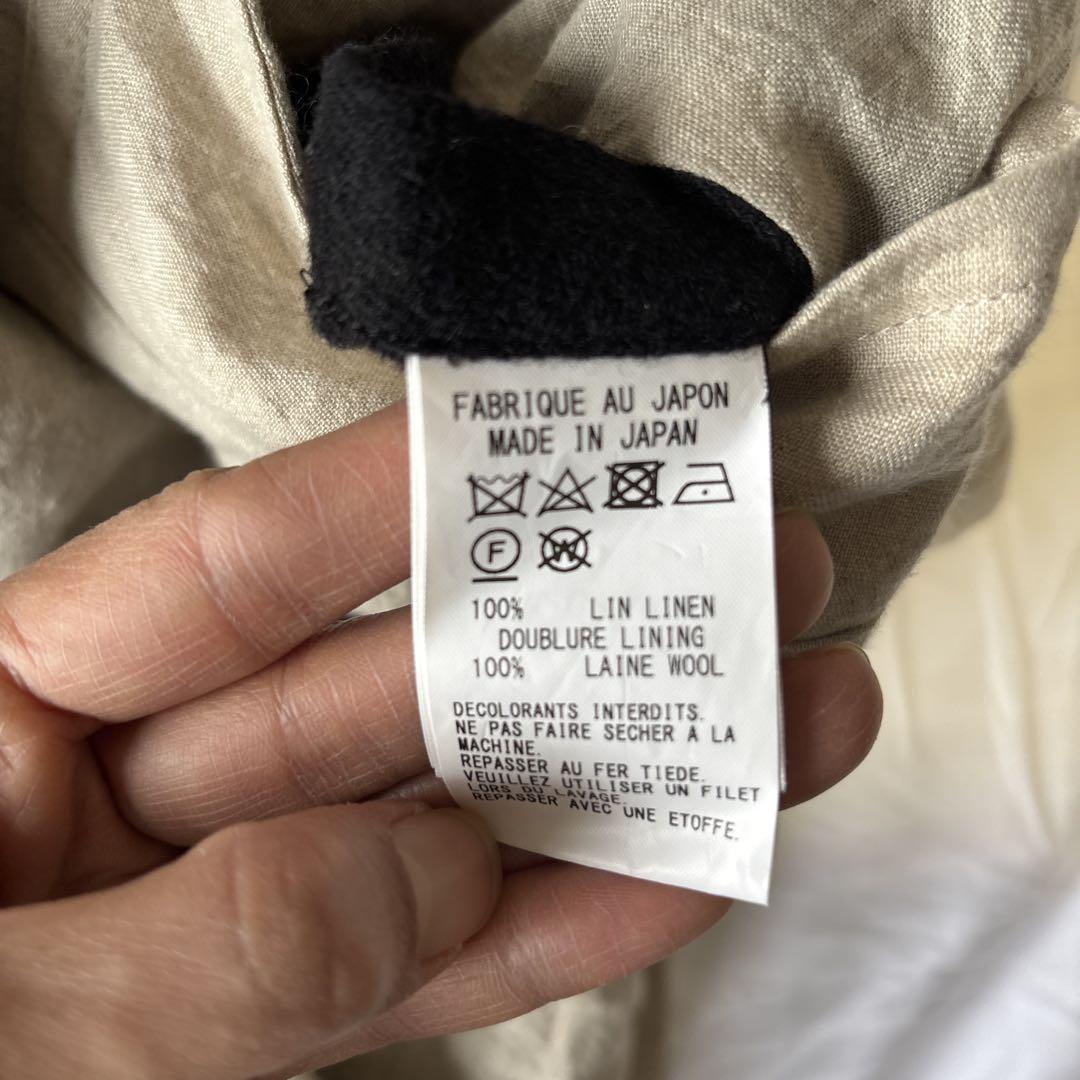 FABRIQUE AU JAPON
MADE IN JAPAN
F W
100% LIN LINEN
DOUBLURE LINING
100% LAINE WOOL
DECOLORANTS INTERDITS.
NE PAS FAIRE SECHER A LA
MACHINE.
REPASSER AU FER TIEDE.
VEUILLEZ UTILISER UN FILET
LORS DU LAVAGE.
REPASSER AVEC UNE ETOFFE.